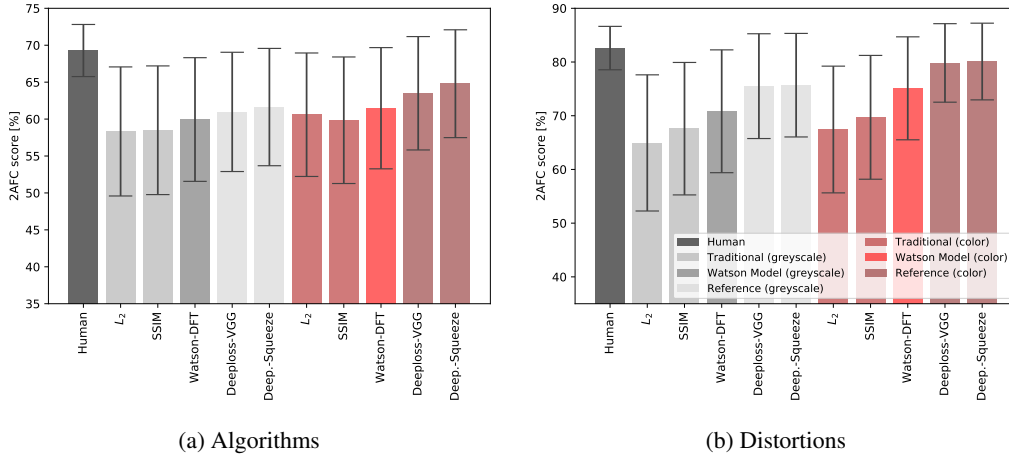 75
70
65
60
55
50
45
40
35
2AFC score [%]
Human
L2
SSIM
Watson-DFT
Deeploss-VGG
Deep.-Squeeze
L2
SSIM
Watson-DFT
Deeploss-VGG
Deep.-Squeeze
(a) Algorithms
90
80
70
60
50
40
2AFC score [%]
Human
Traditional (greyscale)
Watson Model (greyscale)
Reference (greyscale)
Traditional (color)
Watson Model (color)
Reference (color)
Human
L2
SSIM
Watson-DFT
Deeploss-VGG
Deep.-Squeeze
L2
SSIM
Watson-DFT
Deeploss-VGG
Deep.-Squeeze
(b) Distortions